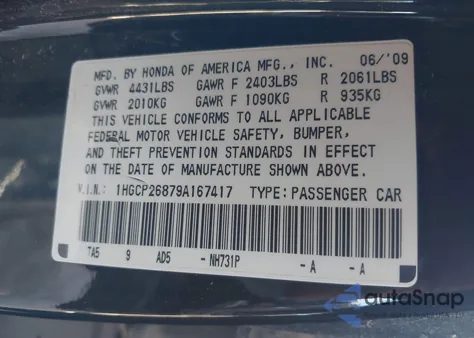 MFD. BY HONDA OF AMERICA MFG., INC. 06/'09
GVWR 4431LBS GAWR F 2403LBS R 2061LBS
GVWR 2010KG GAWR F 1090KG R 935KG
THIS VEHICLE CONFORMS TO ALL APPLICABLE
FEDERAL MOTOR VEHICLE SAFETY, BUMPER,
AND THEFT PREVENTION STANDARDS IN EFFECT
ON THE DATE OF MANUFACTURE SHOWN ABOVE.
V.I.N.: 1HGCP26879A167417 TYPE: PASSENGER CAR
TA5 9 AD5 -NH731P -A -A
autoSnap